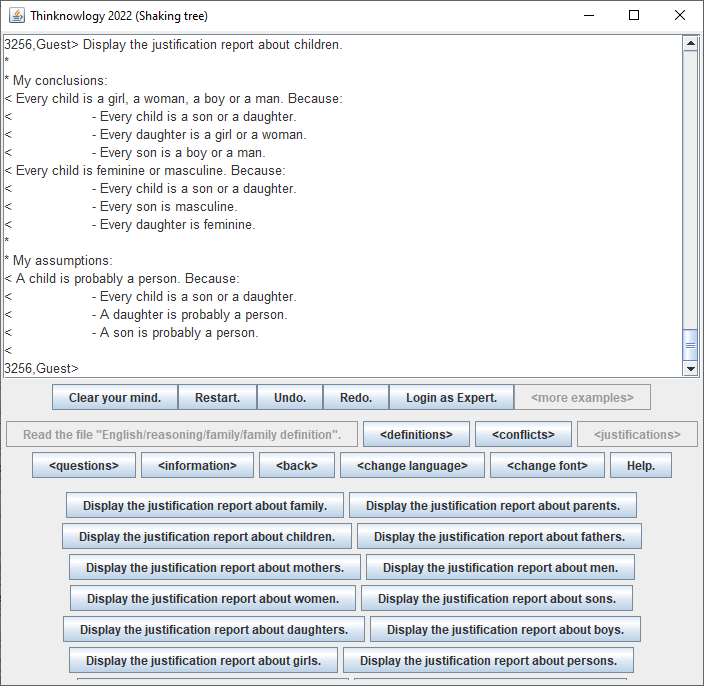 Thinknowlogy 2022 (Shaking tree)
3256,Guest> Display the justification report about children.
*
* My conclusions:
< Every child is a girl, a woman, a boy or a man. Because:
< - Every child is a son or a daughter.
< - Every daughter is a girl or a woman.
< - Every son is a boy or a man.
< Every child is feminine or masculine. Because:
< - Every child is a son or a daughter.
< - Every son is masculine.
< - Every daughter is feminine.
*
* My assumptions:
< A child is probably a person. Because:
< - Every child is a son or a daughter.
< - A daughter is probably a person.
< - A son is probably a person.
<
3256,Guest>
Clear your mind. Restart. Undo. Redo. Login as Expert. <more examples>
Read the file "English/reasoning/family/family definition". <definitions> <conflicts> <justifications>
<questions> <information> <back> <change language> <change font> Help.
Display the justification report about family. Display the justification report about parents.
Display the justification report about children. Display the justification report about fathers.
Display the justification report about mothers. Display the justification report about men.
Display the justification report about women. Display the justification report about sons.
Display the justification report about daughters. Display the justification report about boys.
Display the justification report about girls. Display the justification report about persons.